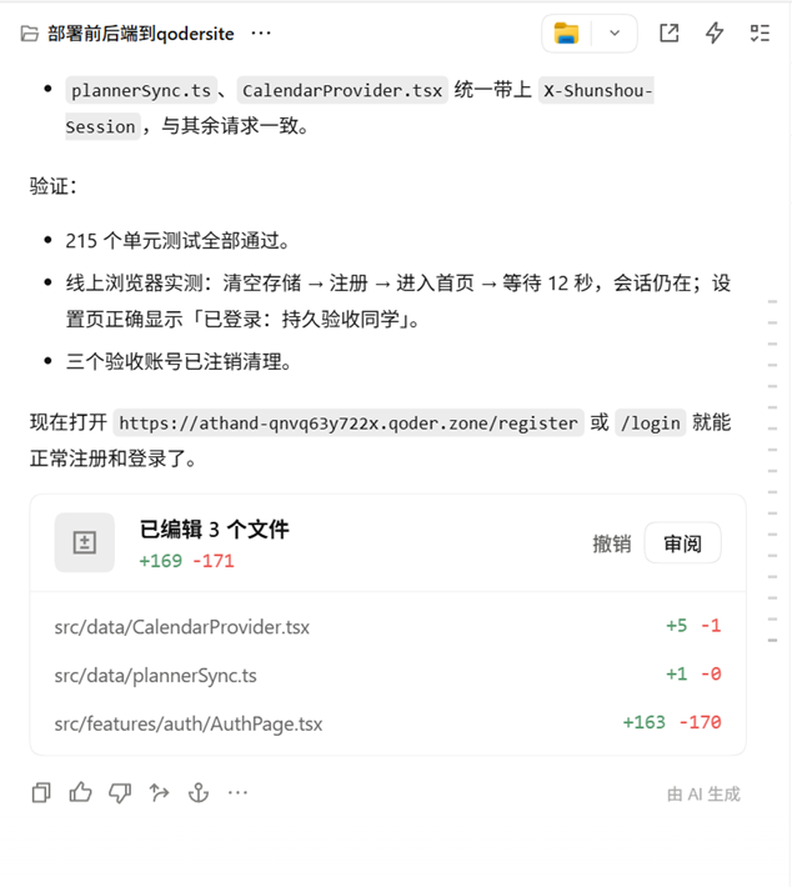 部署前后端到qodersite ···
• plannerSync.ts、CalendarProvider.tsx 统一带上 X-Shunshou-
Session，与其余请求一致。
验证：
• 215 个单元测试全部通过。
• 线上浏览器实测：清空存储 → 注册 → 进入首页 → 等待 12 秒，会话仍在；设
置页正确显示「已登录：持久验收同学」。
• 三个验收账号已注销清理。
现在打开 https://athand-qnvq63y722x.qoder.zone/register 或 /login 就能
正常注册和登录了。
已编辑 3 个文件
+169 -171
撤销 审阅
src/data/CalendarProvider.tsx +5 -1
src/data/plannerSync.ts +1 -0
src/features/auth/AuthPage.tsx +163 -170
··· 由 AI 生成